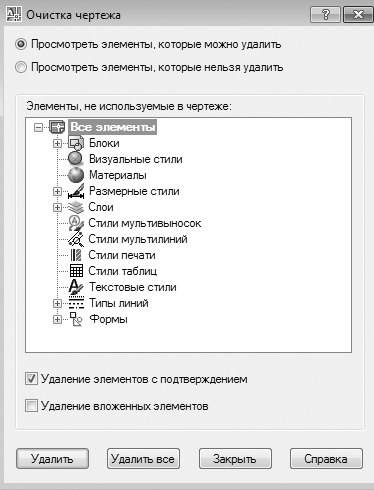 Очистка чертежа
Просмотреть элементы, которые можно удалить
Просмотреть элементы, которые нельзя удалить
Элементы, не используемые в чертеже:
Все элементы
Блоки
Визуальные стили
Материалы
Размерные стили
Слои
Стили мультивыносок
Стили мультилиний
Стили печати
Стили таблиц
Текстовые стили
Типы линий
Формы
Удаление элементов с подтверждением
Удаление вложенных элементов
Удалить Удалить все Закрыть Справка